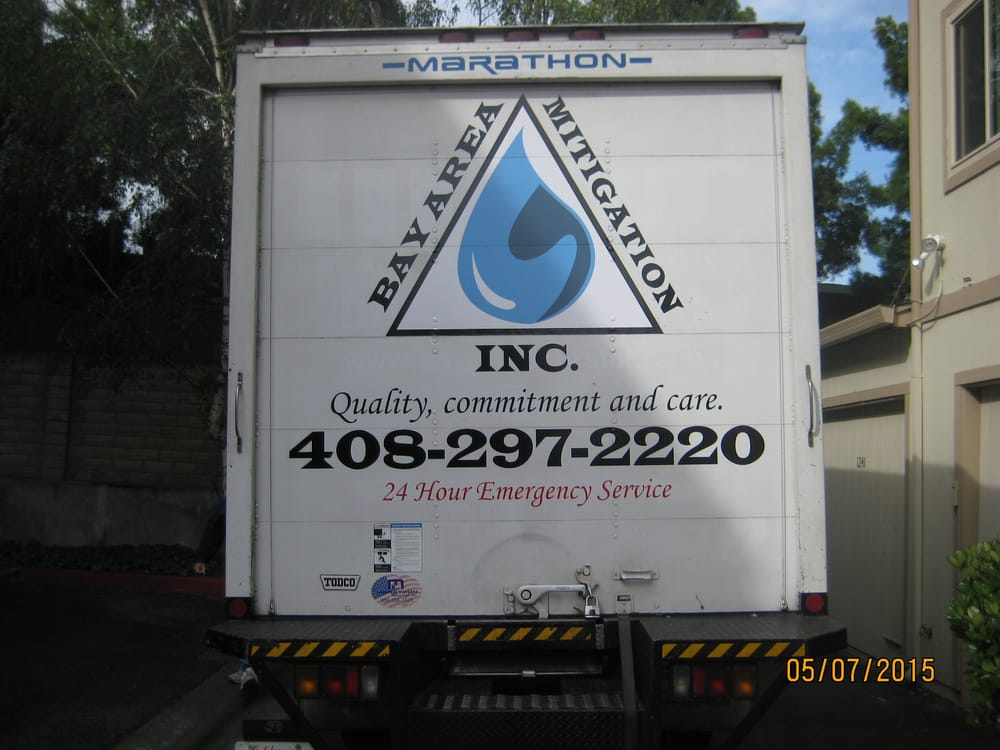 MARATHON
BAY AREA
MITIGATION
INC.
Quality, commitment and care.
408-297-2220
24 Hour Emergency Service
TODCO
MARATHON
05/07/2015